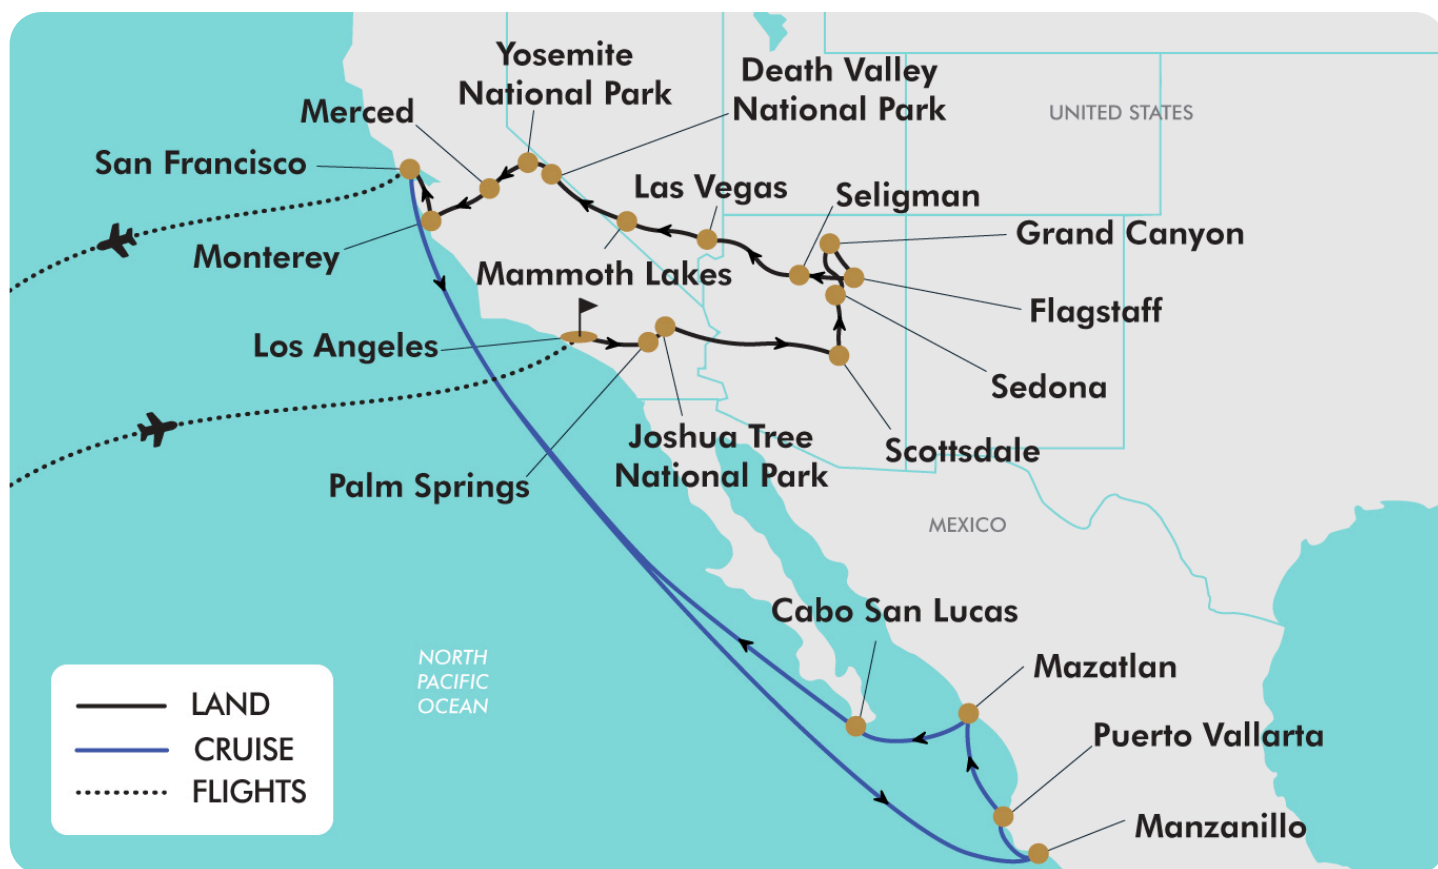 Yosemite
National Park
Death Valley
National Park
Merced
UNITED STATES
San Francisco
Las Vegas
Seligman
Grand Canyon
Monterey
Mammoth Lakes
Flagstaff
Los Angeles
Sedona
Joshua Tree
National Park
Scottsdale
Palm Springs
MEXICO
Cabo San Lucas
NORTH
PACIFIC
OCEAN
Mazatlan
LAND
Puerto Vallarta
CRUISE
FLIGHTS
Manzanillo